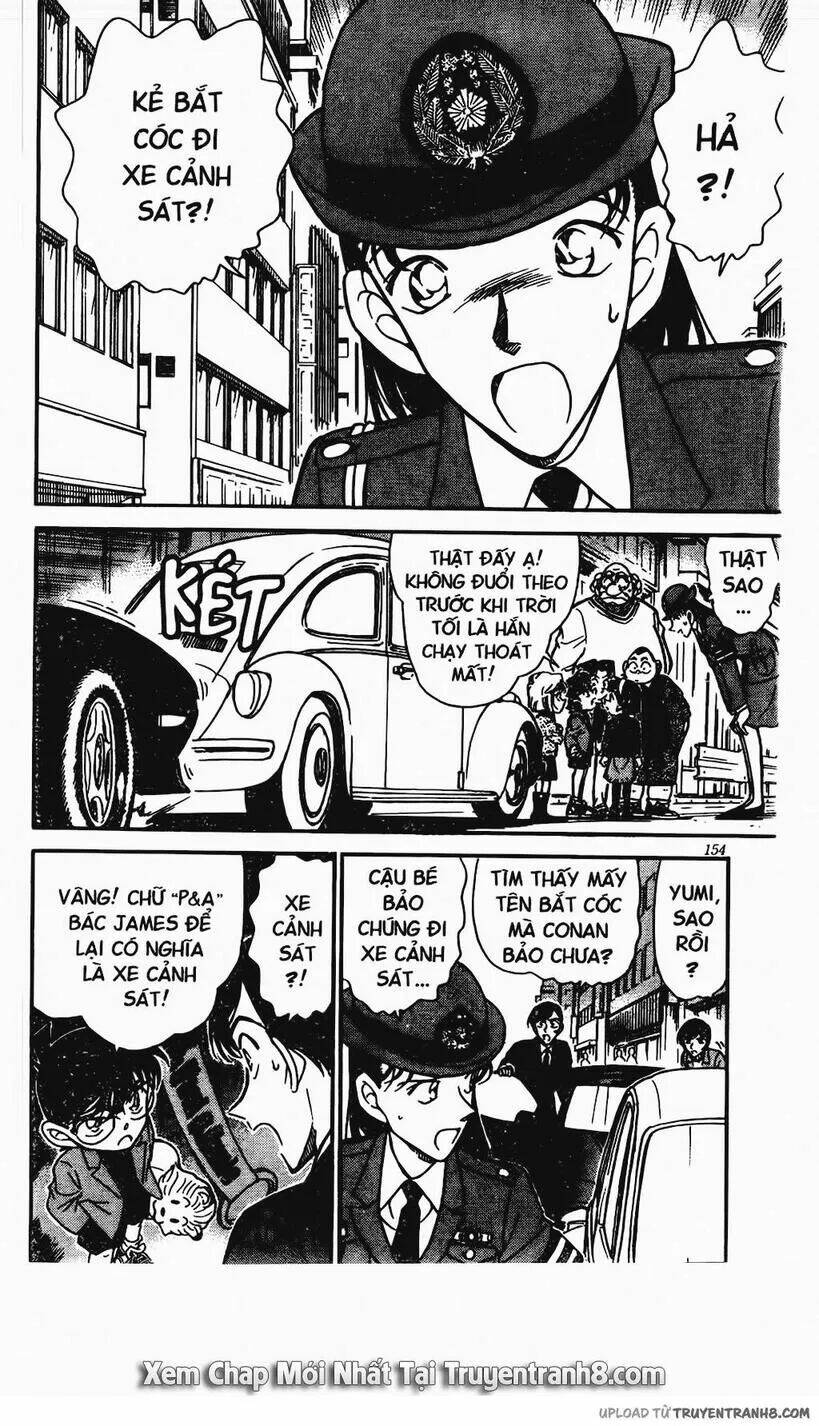 HẢ
?!
KẺ BẮT
CÓC ĐI
XE CẢNH
SÁT?!
THẬT
SAO
...
THẬT ĐẤY Ạ!
KHÔNG ĐUỔI THEO
TRƯỚC KHI TRỜI
TỐI LÀ HẮN
CHẠY THOÁT
MẤT!
KÉT
154
YUMI,
SAO
RỒI
?
TÌM THẤY MẤY
TÊN BẮT CÓC
MÀ CONAN
BẢO CHƯA?
CẬU BÉ
BẢO
CHÚNG ĐI
XE CẢNH
SÁT...
XE
CẢNH
SÁT
?!
VÂNG! CHỮ "P&A"
BÁC JAMES ĐỂ
LẠI CÓ NGHĨA
LÀ XE CẢNH
SÁT!
Xem Chap Mới Nhất Tại Truyentranh8.com
UPLOAD TỪ TRUYENTRANH8.COM